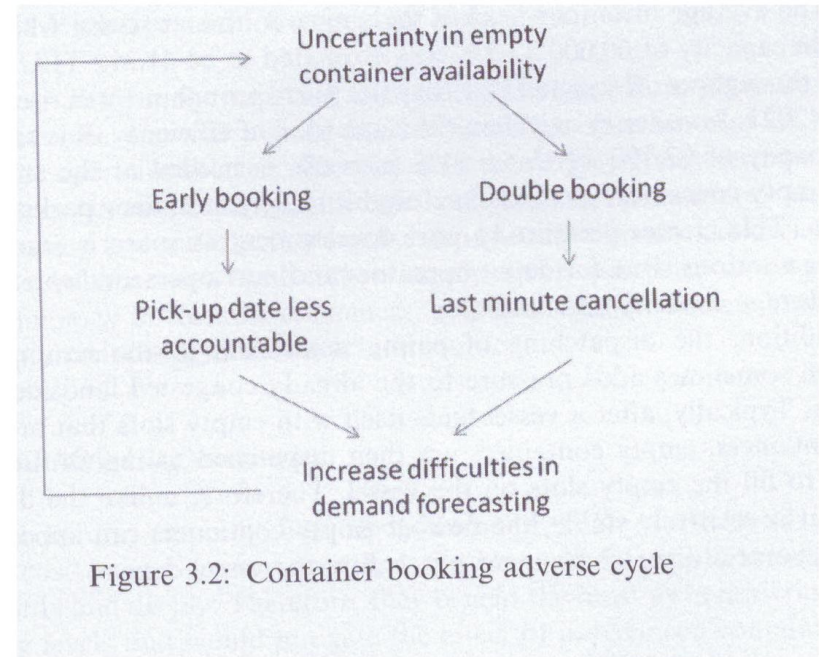 Uncertainty in empty
container availability
Early booking
Double booking
Pick-up date less
accountable
Last minute cancellation
Increase difficulties in
demand forecasting
Figure 3.2: Container booking adverse cycle